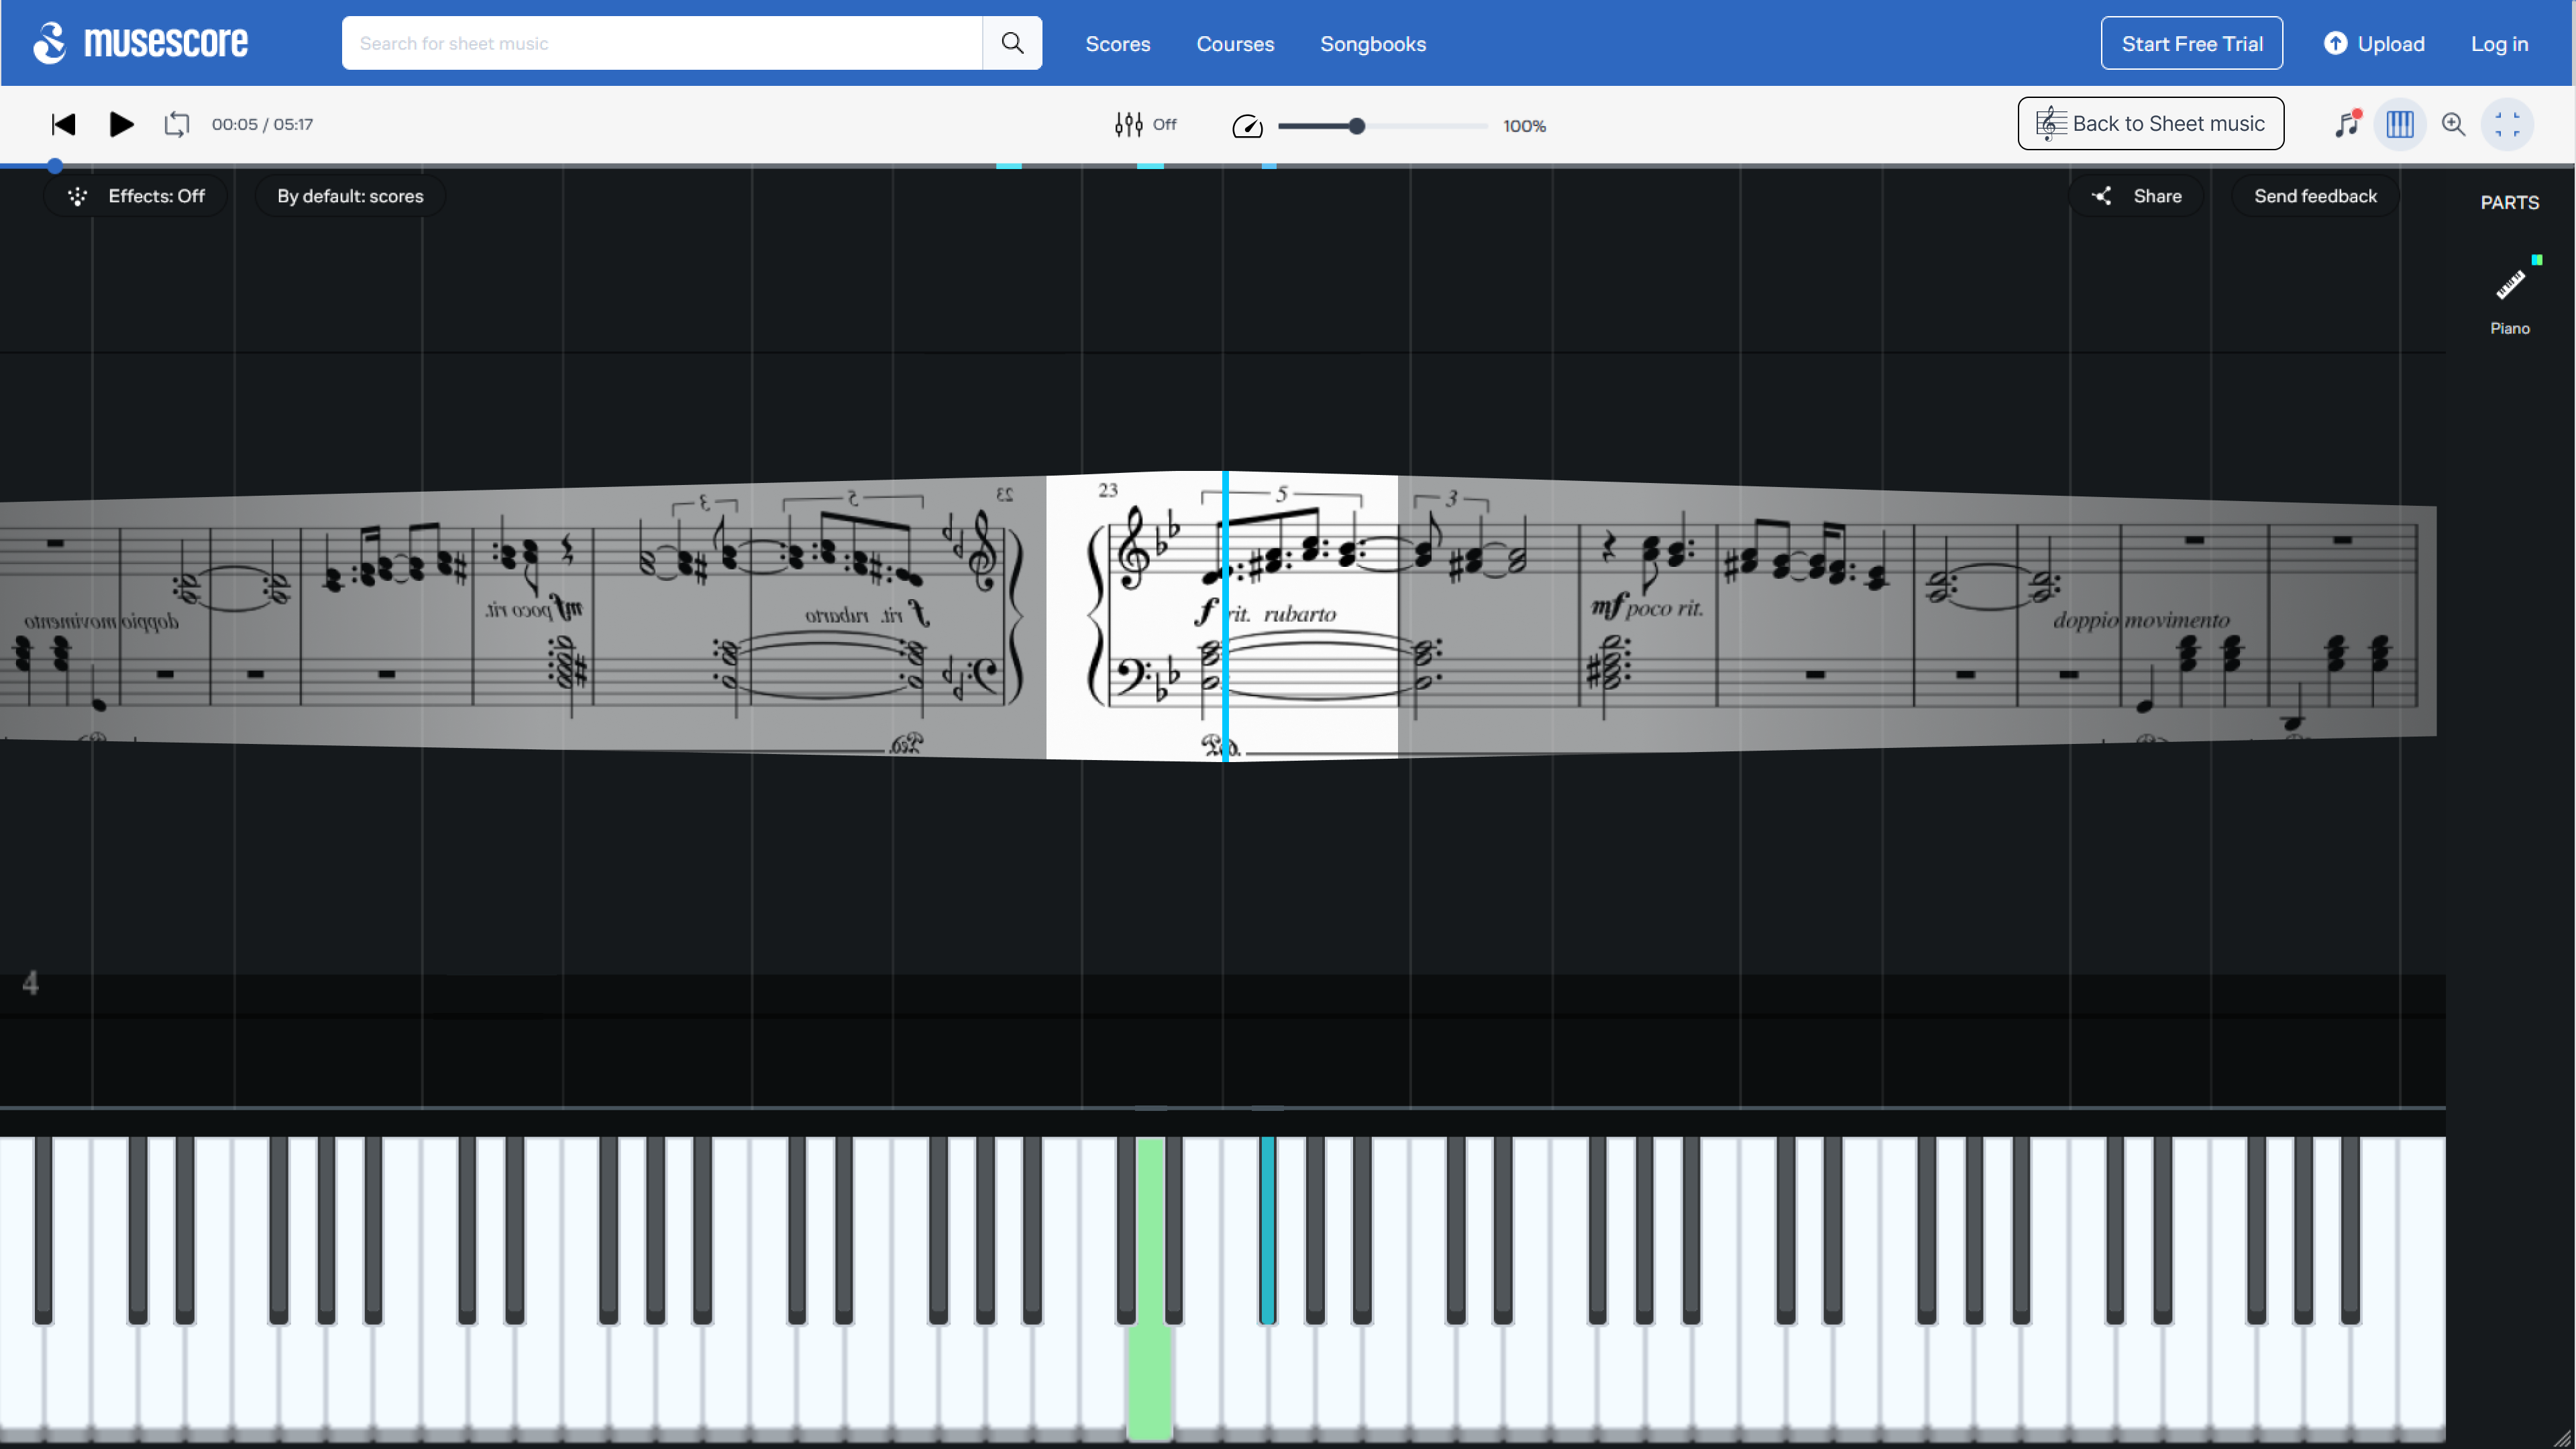 musescore
Search for sheet music
Scores
Courses
Songbooks
Start Free Trial
Upload
Log in
00:05 / 05:17
Off
100%
Back to Sheet music
Effects: Off
By default: scores
Share
Send feedback
PARTS
Piano
3
5
23
23
5
3
doppio movimento
mf poco rit.
f rit. rubarto
f rit. rubarto
mf poco rit.
doppio movimento
4